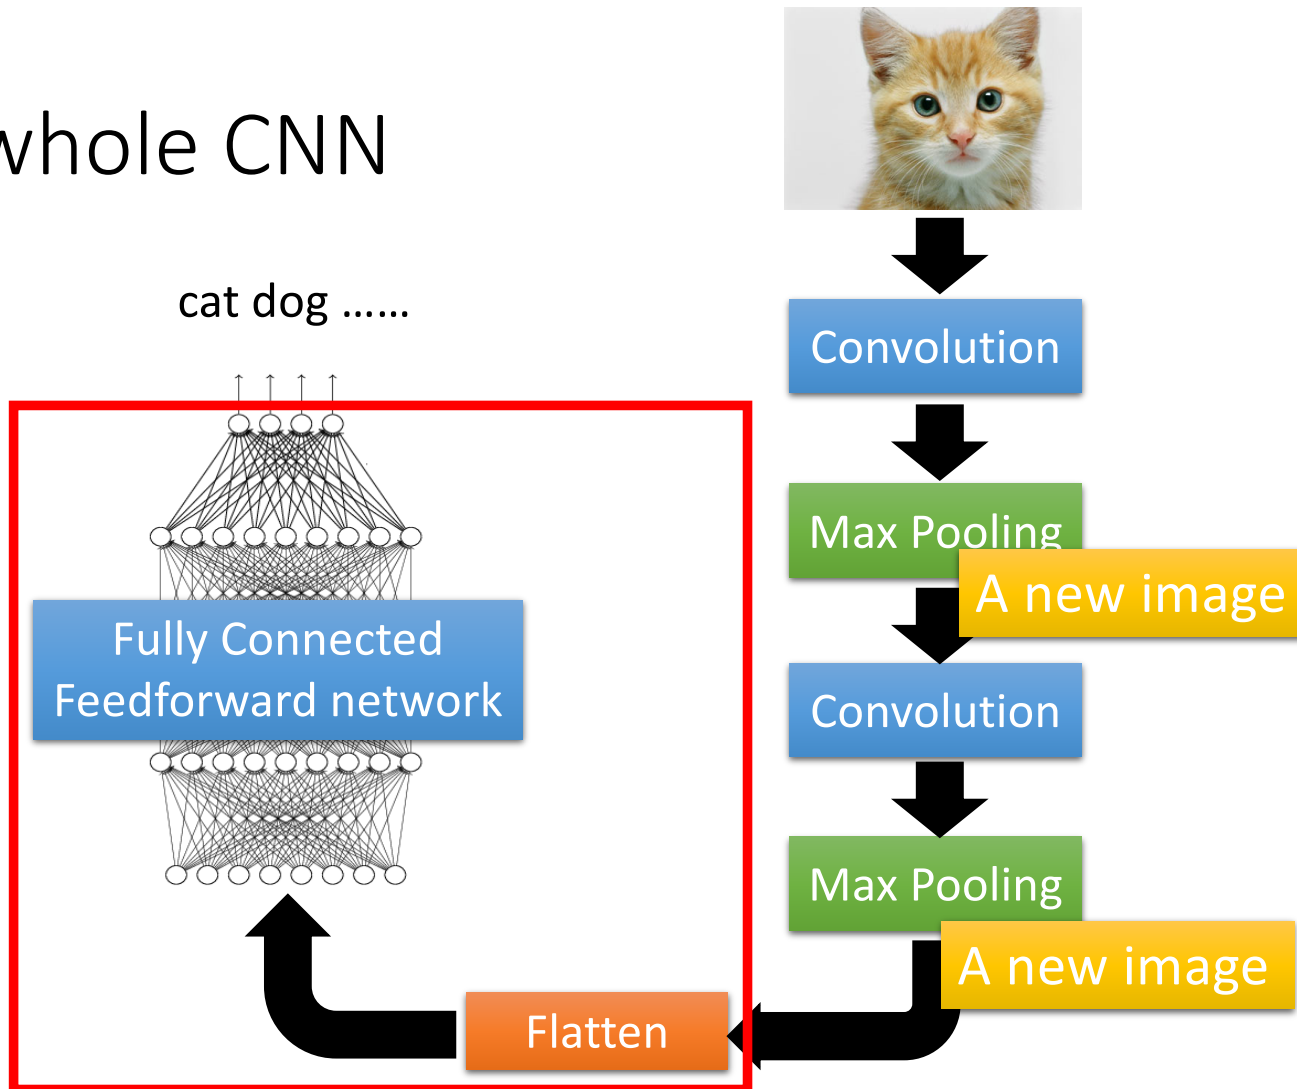 whole CNN
cat dog ……
Convolution
Max Pooling
A new image
Convolution
Max Pooling
A new image
Flatten
Fully Connected
Feedforward network